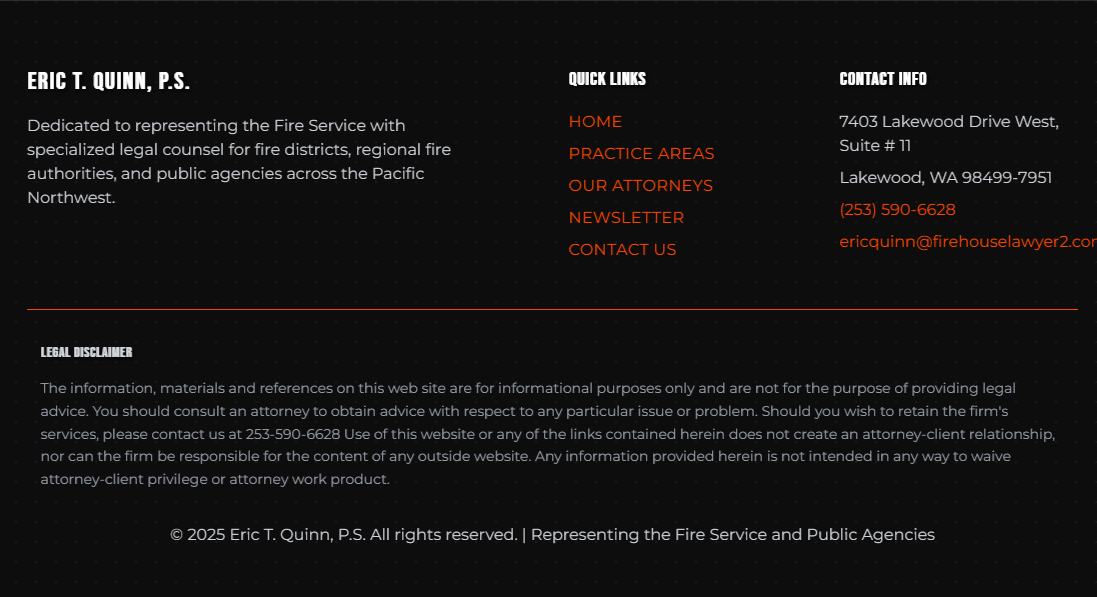 ERIC T. QUINN, P.S.
Dedicated to representing the Fire Service with
specialized legal counsel for fire districts, regional fire
authorities, and public agencies across the Pacific
Northwest.
QUICK LINKS
HOME
PRACTICE AREAS
OUR ATTORNEYS
NEWSLETTER
CONTACT US
CONTACT INFO
7403 Lakewood Drive West,
Suite # 11
Lakewood, WA 98499-7951
(253) 590-6628
ericquinn@firehouselawyer2.co
LEGAL DISCLAIMER
The information, materials and references on this web site are for informational purposes only and are not for the purpose of providing legal
advice. You should consult an attorney to obtain advice with respect to any particular issue or problem. Should you wish to retain the firm's
services, please contact us at 253-590-6628 Use of this website or any of the links contained herein does not create an attorney-client relationship,
nor can the firm be responsible for the content of any outside website. Any information provided herein is not intended in any way to waive
attorney-client privilege or attorney work product.
© 2025 Eric T. Quinn, P.S. All rights reserved. | Representing the Fire Service and Public Agencies